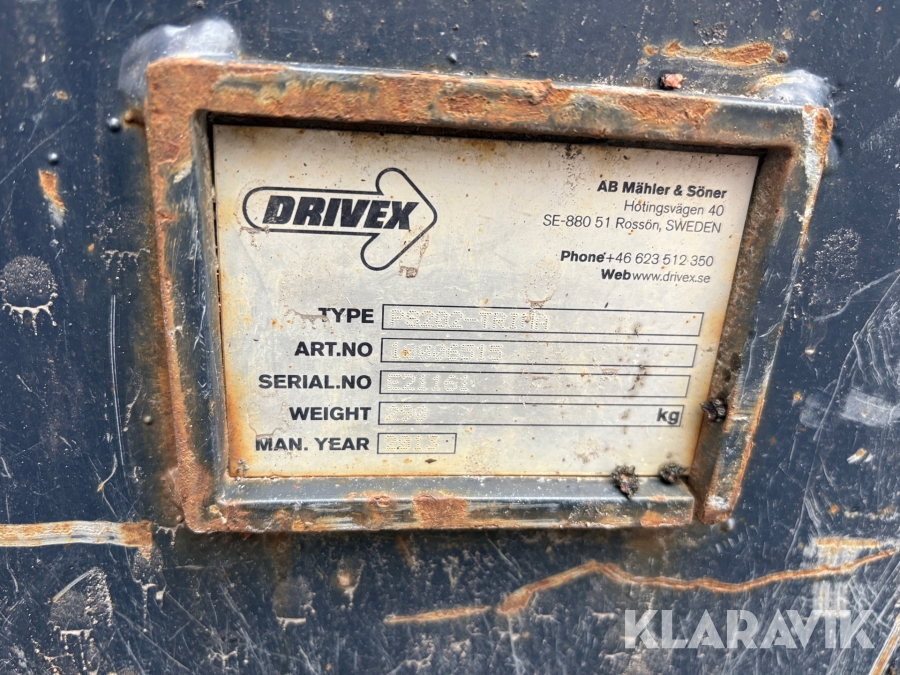 DRIVEX
AB Mähler & Söner
Hotingsvägen 40
SE-880 51 Rossön, SWEDEN
Phone +46 623 512 350
Web www.drivex.se
TYPE
ART.NO
SERIAL.NO E21161
WEIGHT kg
MAN. YEAR
KLARAVIK